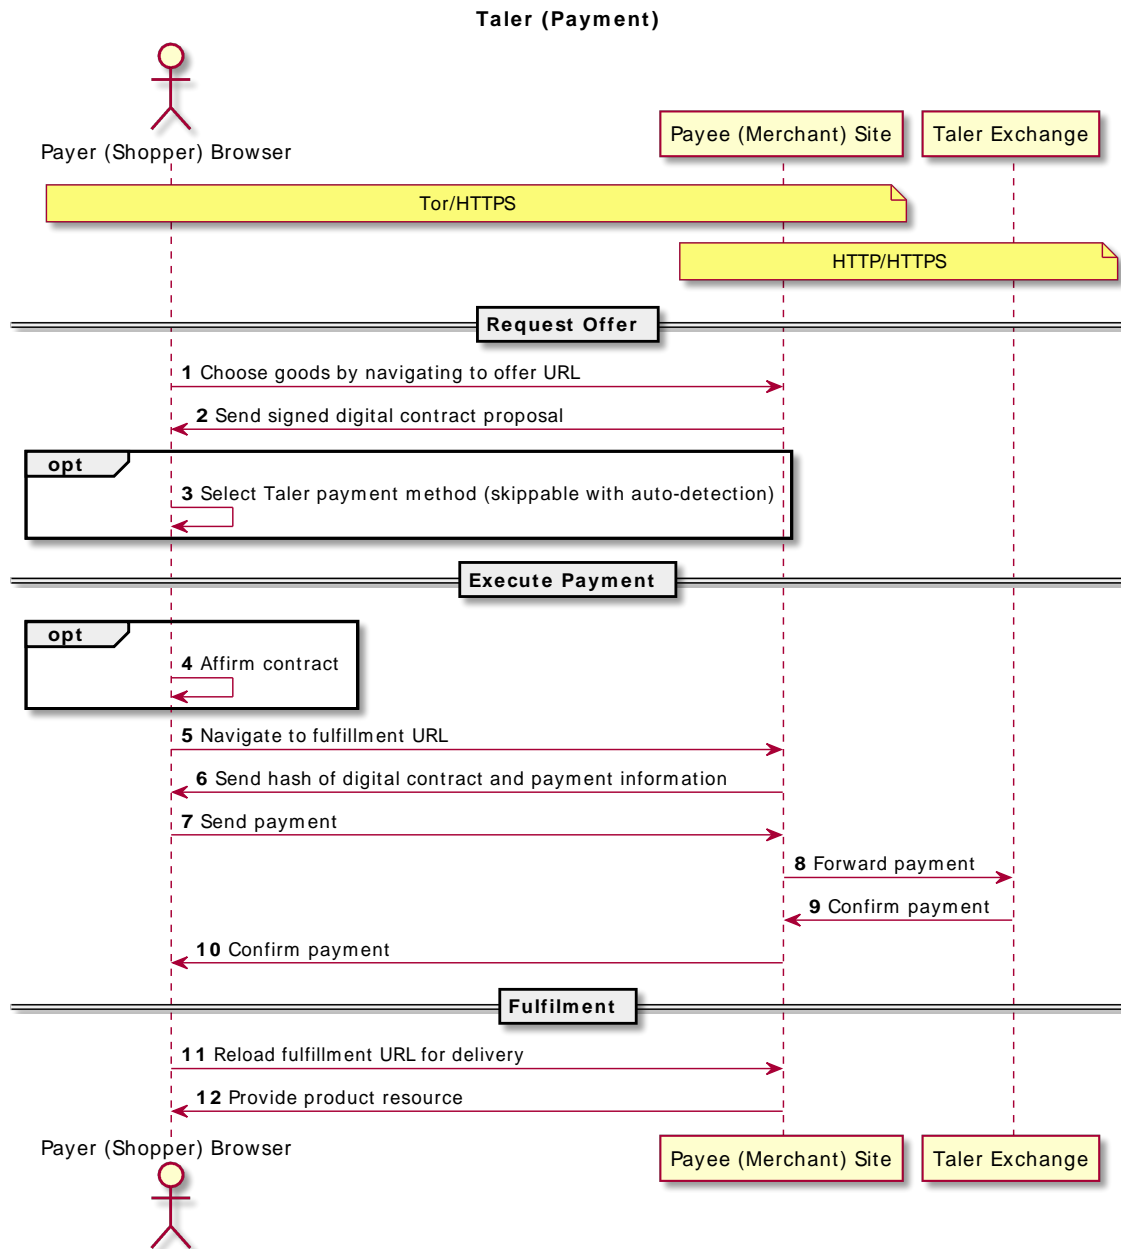 Taler (Payment)
Payer (Shopper) Browser
Payee (Merchant) Site
Taler Exchange
Tor/HTTPS
HTTP/HTTPS
Request Offer
1 Choose goods by navigating to offer URL
2 Send signed digital contract proposal
opt
3 Select Taler payment method (skippable with auto-detection)
Execute Payment
opt
4 Affirm contract
5 Navigate to fulfillment URL
6 Send hash of digital contract and payment information
7 Send payment
8 Forward payment
9 Confirm payment
10 Confirm payment
Fulfilment
11 Reload fulfillment URL for delivery
12 Provide product resource
Payer (Shopper) Browser
Payee (Merchant) Site
Taler Exchange